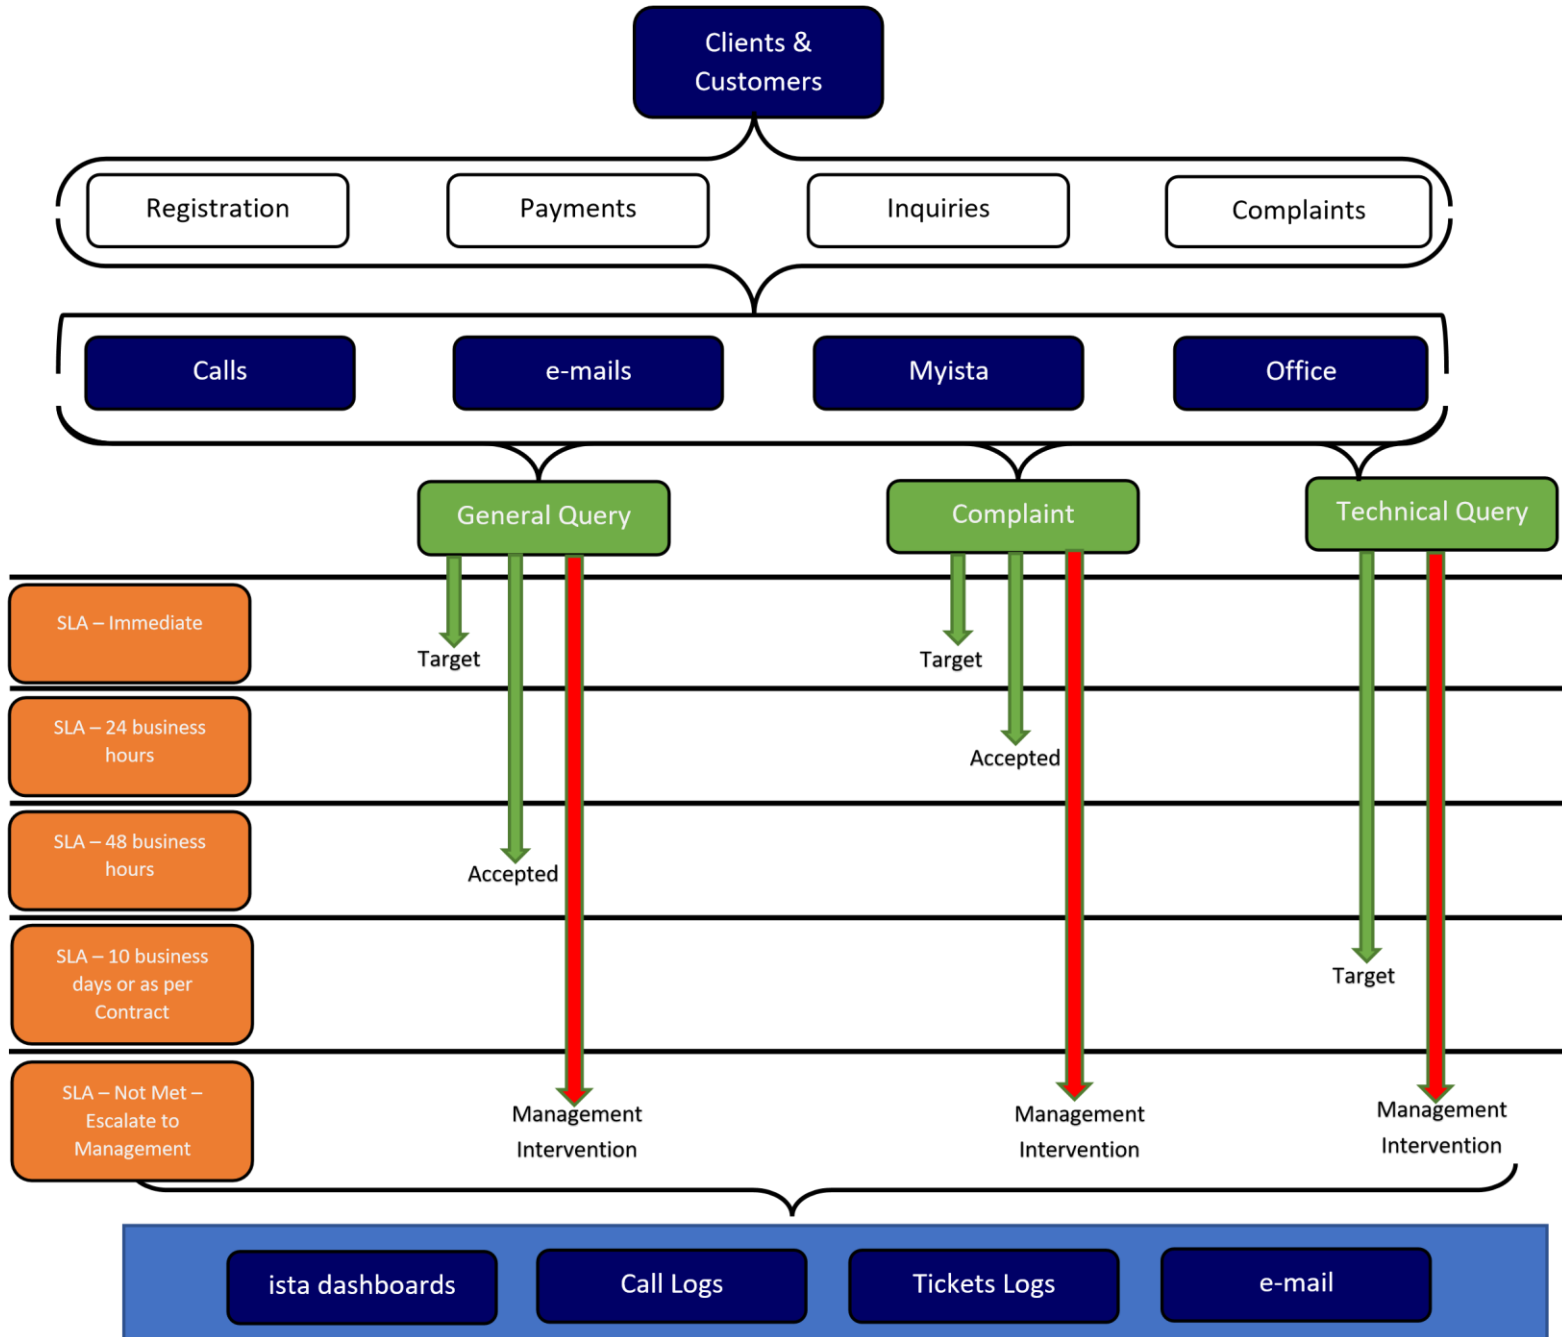 Clients &
Customers
Registration
Payments
Inquiries
Complaints
Calls
e-mails
Myista
Office
General Query
Complaint
Technical Query
SLA – Immediate
Target
Target
SLA – 24 business
hours
Accepted
SLA – 48 business
hours
Accepted
SLA – 10 business
days or as per
Contract
Target
SLA – Not Met –
Escalate to
Management
Management
Intervention
Management
Intervention
Management
Intervention
ista dashboards
Call Logs
Tickets Logs
e-mail